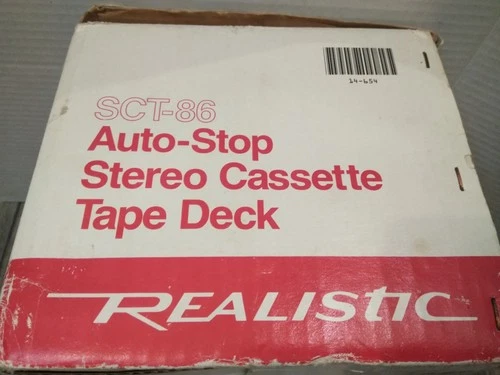 14-654
SCT-86
Auto-Stop
Stereo Cassette
Tape Deck
REALISTIC